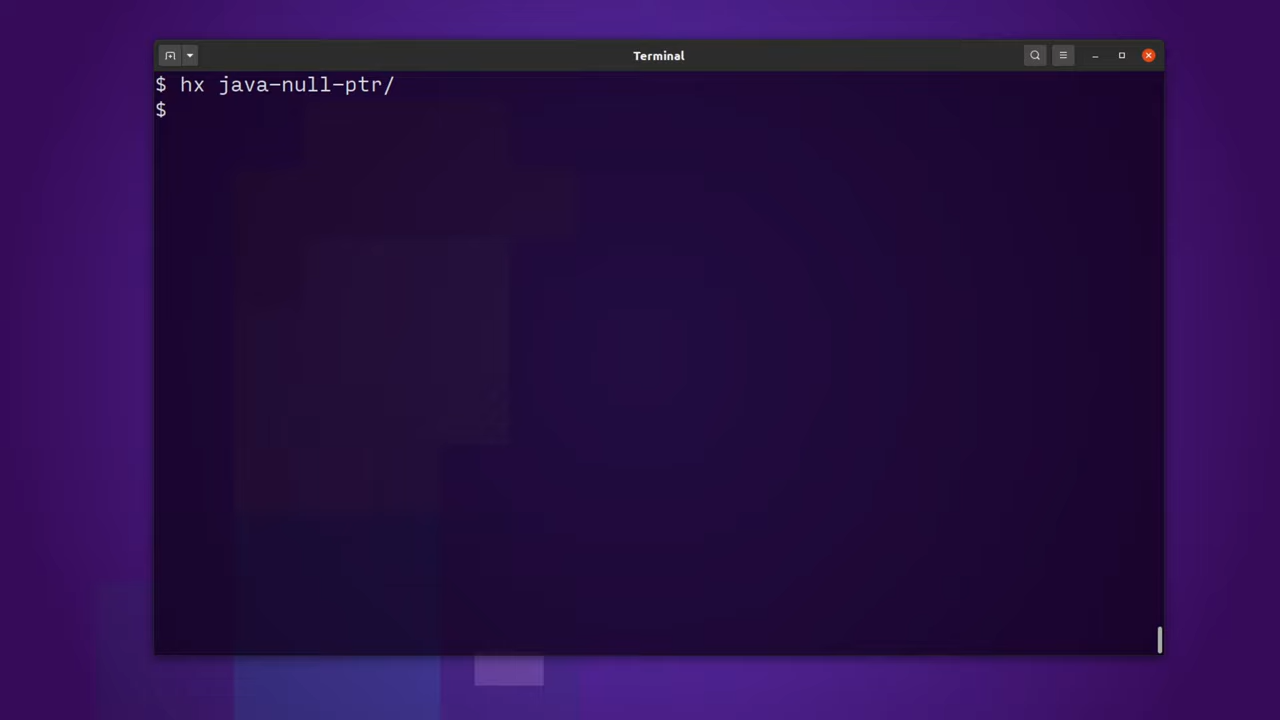 Terminal
$ hx java-null-ptr/
$